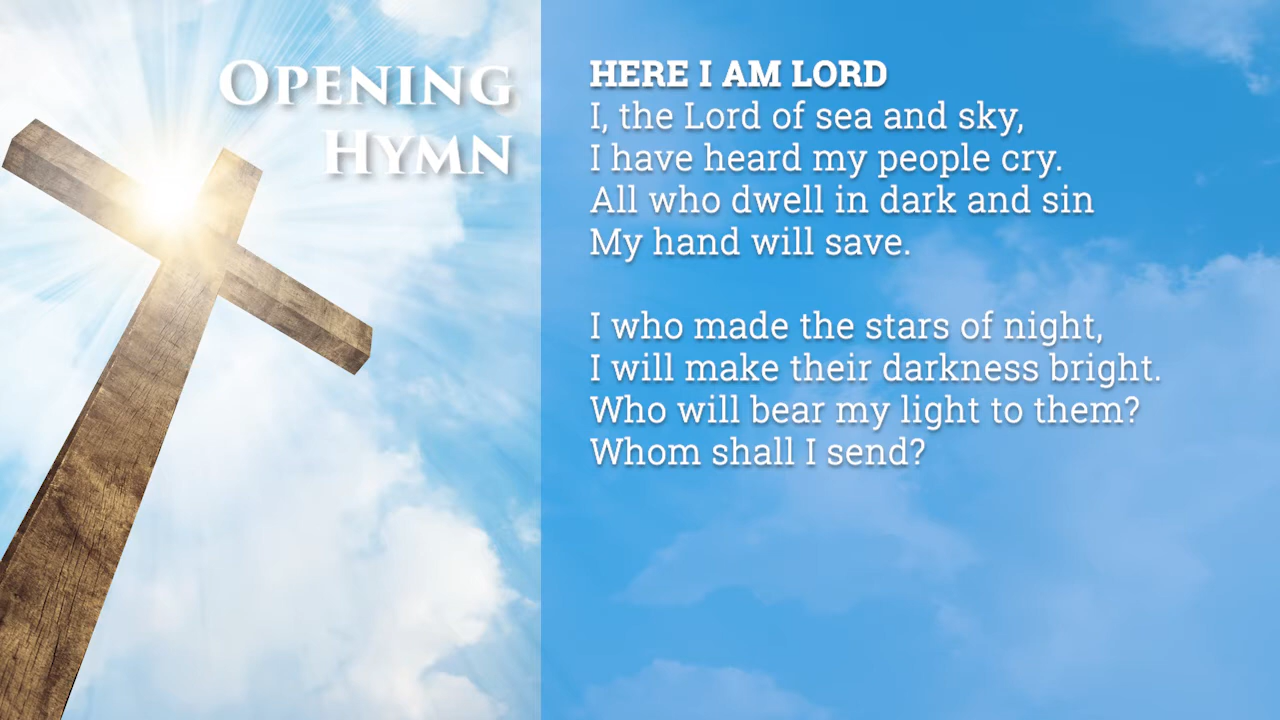 OPENING
HYMN
HERE I AM LORD
I, the Lord of sea and sky,
I have heard my people cry.
All who dwell in dark and sin
My hand will save.
I who made the stars of night,
I will make their darkness bright.
Who will bear my light to them?
Whom shall I send?